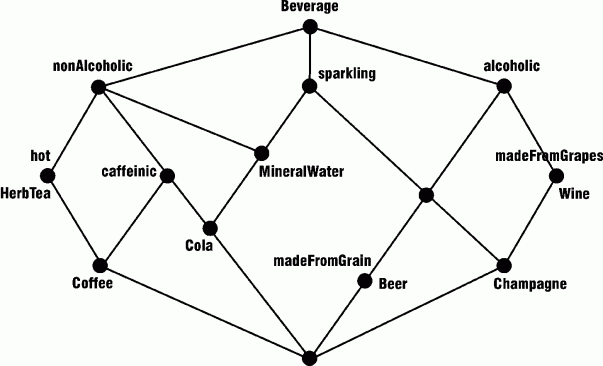 Beverage
nonAlcoholic
sparkling
alcoholic
hot
caffeinic
madeFromGrapes
HerbTea
MineralWater
Wine
Cola
madeFromGrain
Coffee
Beer
Champagne